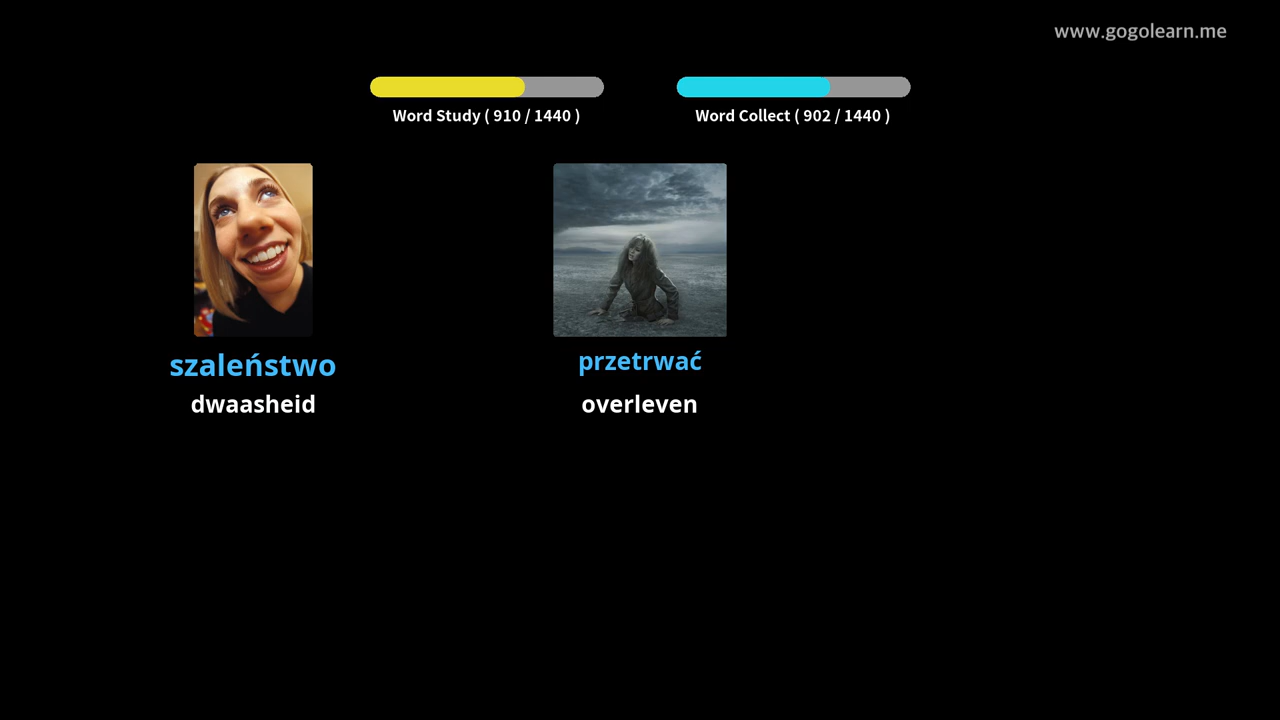 www.gogolearn.me
Word Study ( 910 / 1440 )
Word Collect ( 902 / 1440 )
szaleństwo
przetrwać
dwaasheid
overleven